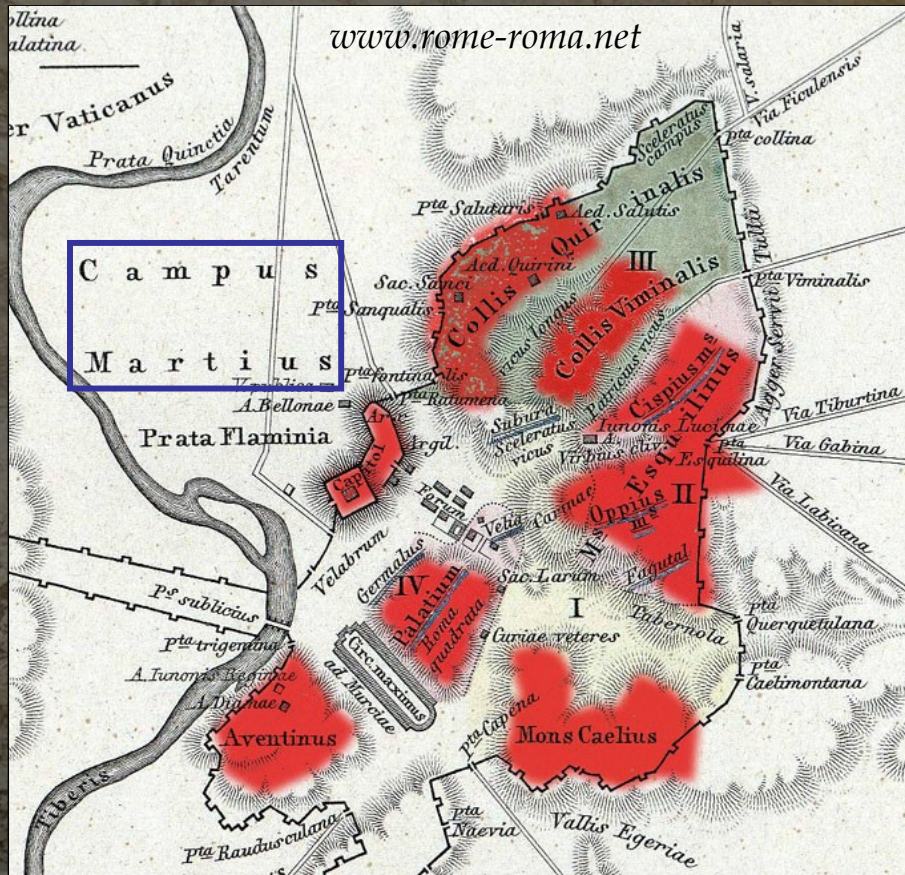 www.rome-roma.net
ollina
alatina
er Vaticanus
Prata Quinctia
Tarentum
V. salaria
Via Ficulensis
Pta collina
Sceleratus
campus
Pta Salutaris
Aed. Salutis
Collis Quirinalis
Aed. Quirini
Sac. Sanci
Pta Sanqualis
III
Collis Viminalis
vicus longus
Patricius vicus
Pta Viminalis
Agger Servii Tullii
Campus
Martius
Pta fontinalis
Pta Ratumena
A. Bellonae
Prata Flaminia
Arx
Argil.
Capitol
Subura
Sceleratus
vicus
Cispius ms
Esquilinus
Iunonis Lucinae
A.
Virbius cliv.
Pta
Esquilina
Via Tiburtina
Via Gabina
Via Labicana
II
Oppius
ms
Ms
Fagutal
Carinae
Velia
Forum
Velabrum
Germalus
IV
Palatium
Roma
quadrata
Sac. Larum
I
Curiae veteres
Tabernola
Pta
Querquetulana
Pta
Caelimontana
Ps sublicius
Pta trigemina
A. Iunonis Reginae
A. Dianae
Aventinus
Circ. maximus
ad Murciae
Pta Capena
Mons Caelius
Tiberis
Pta Raudusculana
Pta
Naevia
Vallis Egeriae